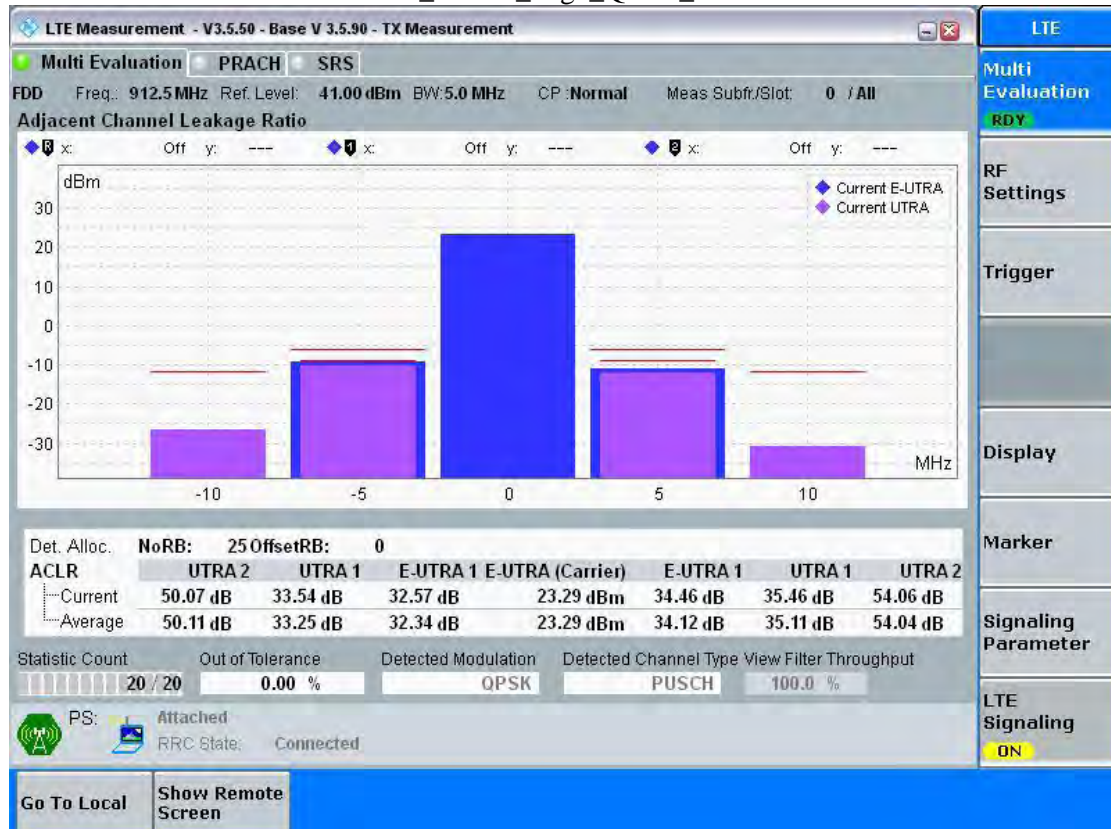 LTE Measurement - V3.5.50 - Base V 3.5.90 - TX Measurement
LTE
Multi Evaluation PRACH SRS
FDD Freq.: 912.5 MHz Ref. Level: 41.00 dBm BW: 5.0 MHz CP :Normal Meas Subfr./Slot: 0 / All
Adjacent Channel Leakage Ratio
R x: Off y: --- 1 x: Off y: --- 2 x: Off y: ---
dBm
Current E-UTRA
Current UTRA
30
20
10
0
-10
-20
-30
MHz
-10 -5 0 5 10
Det. Alloc. NoRB: 25 OffsetRB: 0
ACLR UTRA 2 UTRA 1 E-UTRA 1 E-UTRA (Carrier) E-UTRA 1 UTRA 1 UTRA 2
Current 50.07 dB 33.54 dB 32.57 dB 23.29 dBm 34.46 dB 35.46 dB 54.06 dB
Average 50.11 dB 33.25 dB 32.34 dB 23.29 dBm 34.12 dB 35.11 dB 54.04 dB
Statistic Count Out of Tolerance Detected Modulation Detected Channel Type View Filter Throughput
20 / 20 0.00 % QPSK PUSCH 100.0 %
PS: Attached
RRC State: Connected
Multi
Evaluation
RDY
RF
Settings
Trigger
Display
Marker
Signaling
Parameter
LTE
Signaling
ON
Go To Local
Show Remote
Screen